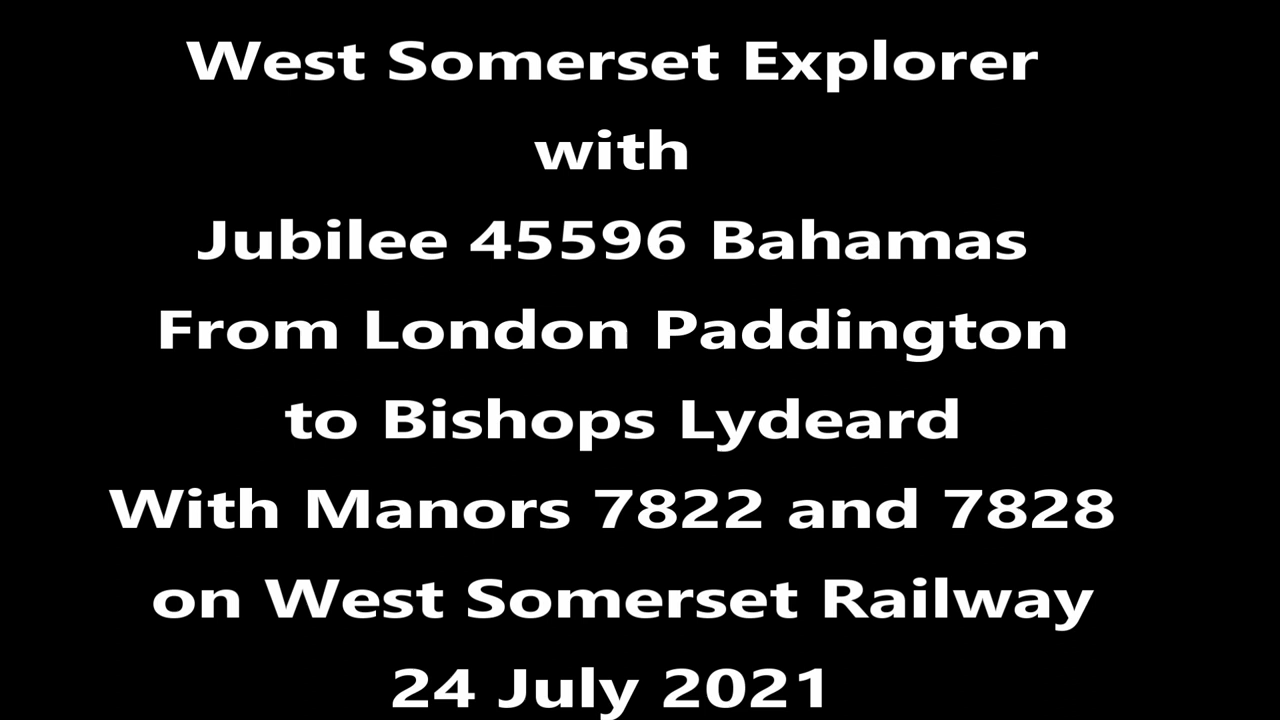 West Somerset Explorer
with
Jubilee 45596 Bahamas
From London Paddington
to Bishops Lydeard
With Manors 7822 and 7828
on West Somerset Railway
24 July 2021